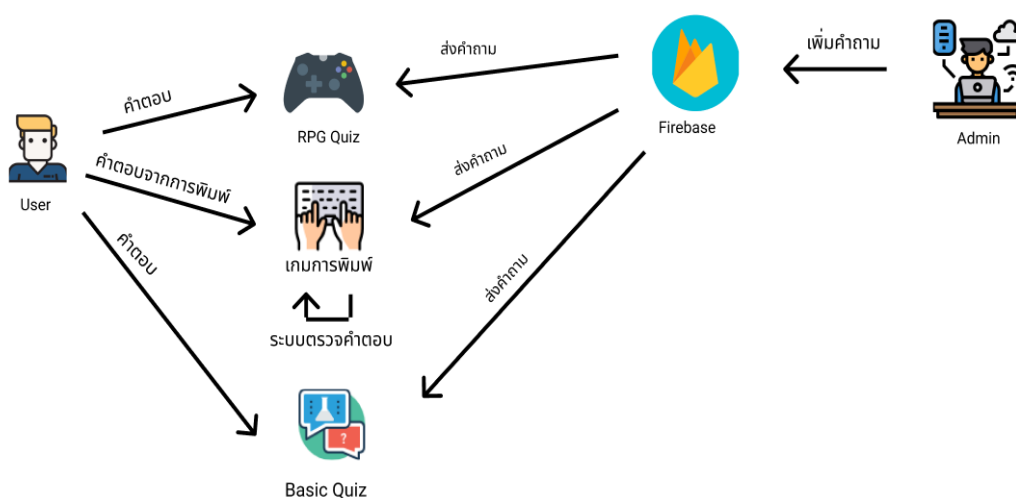 ส่งคำถาม
เพิ่มคำถาม
คำตอบ
RPG Quiz
Firebase
Admin
ส่งคำถาม
คำตอบจากการพิมพ์
User
คำตอบ
เกมการพิมพ์
ส่งคำถาม
ระบบตรวจคำตอบ
?
Basic Quiz